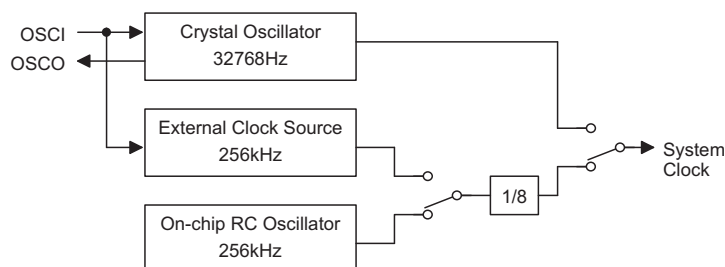 OSCI
OSCO
Crystal Oscillator
32768Hz
External Clock Source
256kHz
On-chip RC Oscillator
256kHz
1/8
System
Clock